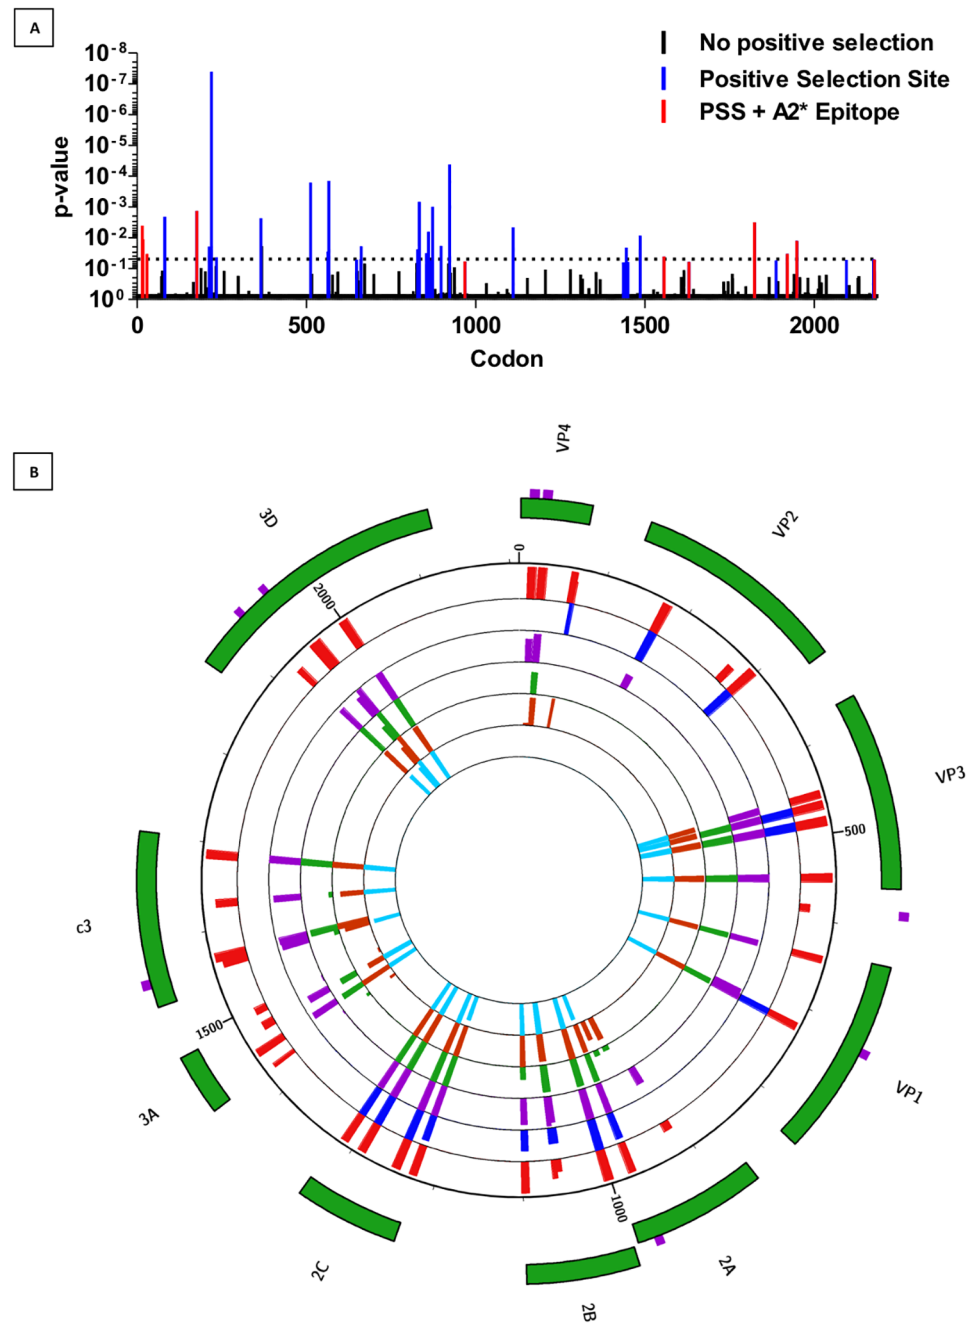 A
No positive selection
Positive Selection Site
PSS + A2* Epitope
p-value
10-8
10-7
10-6
10-5
10-4
10-3
10-2
10-1
100
0 500 1000 1500 2000
Codon
B
VP4
VP2
3D
0
2000
VP3
500
c3
1500
VP1
3A
1000
2C
2A
2B